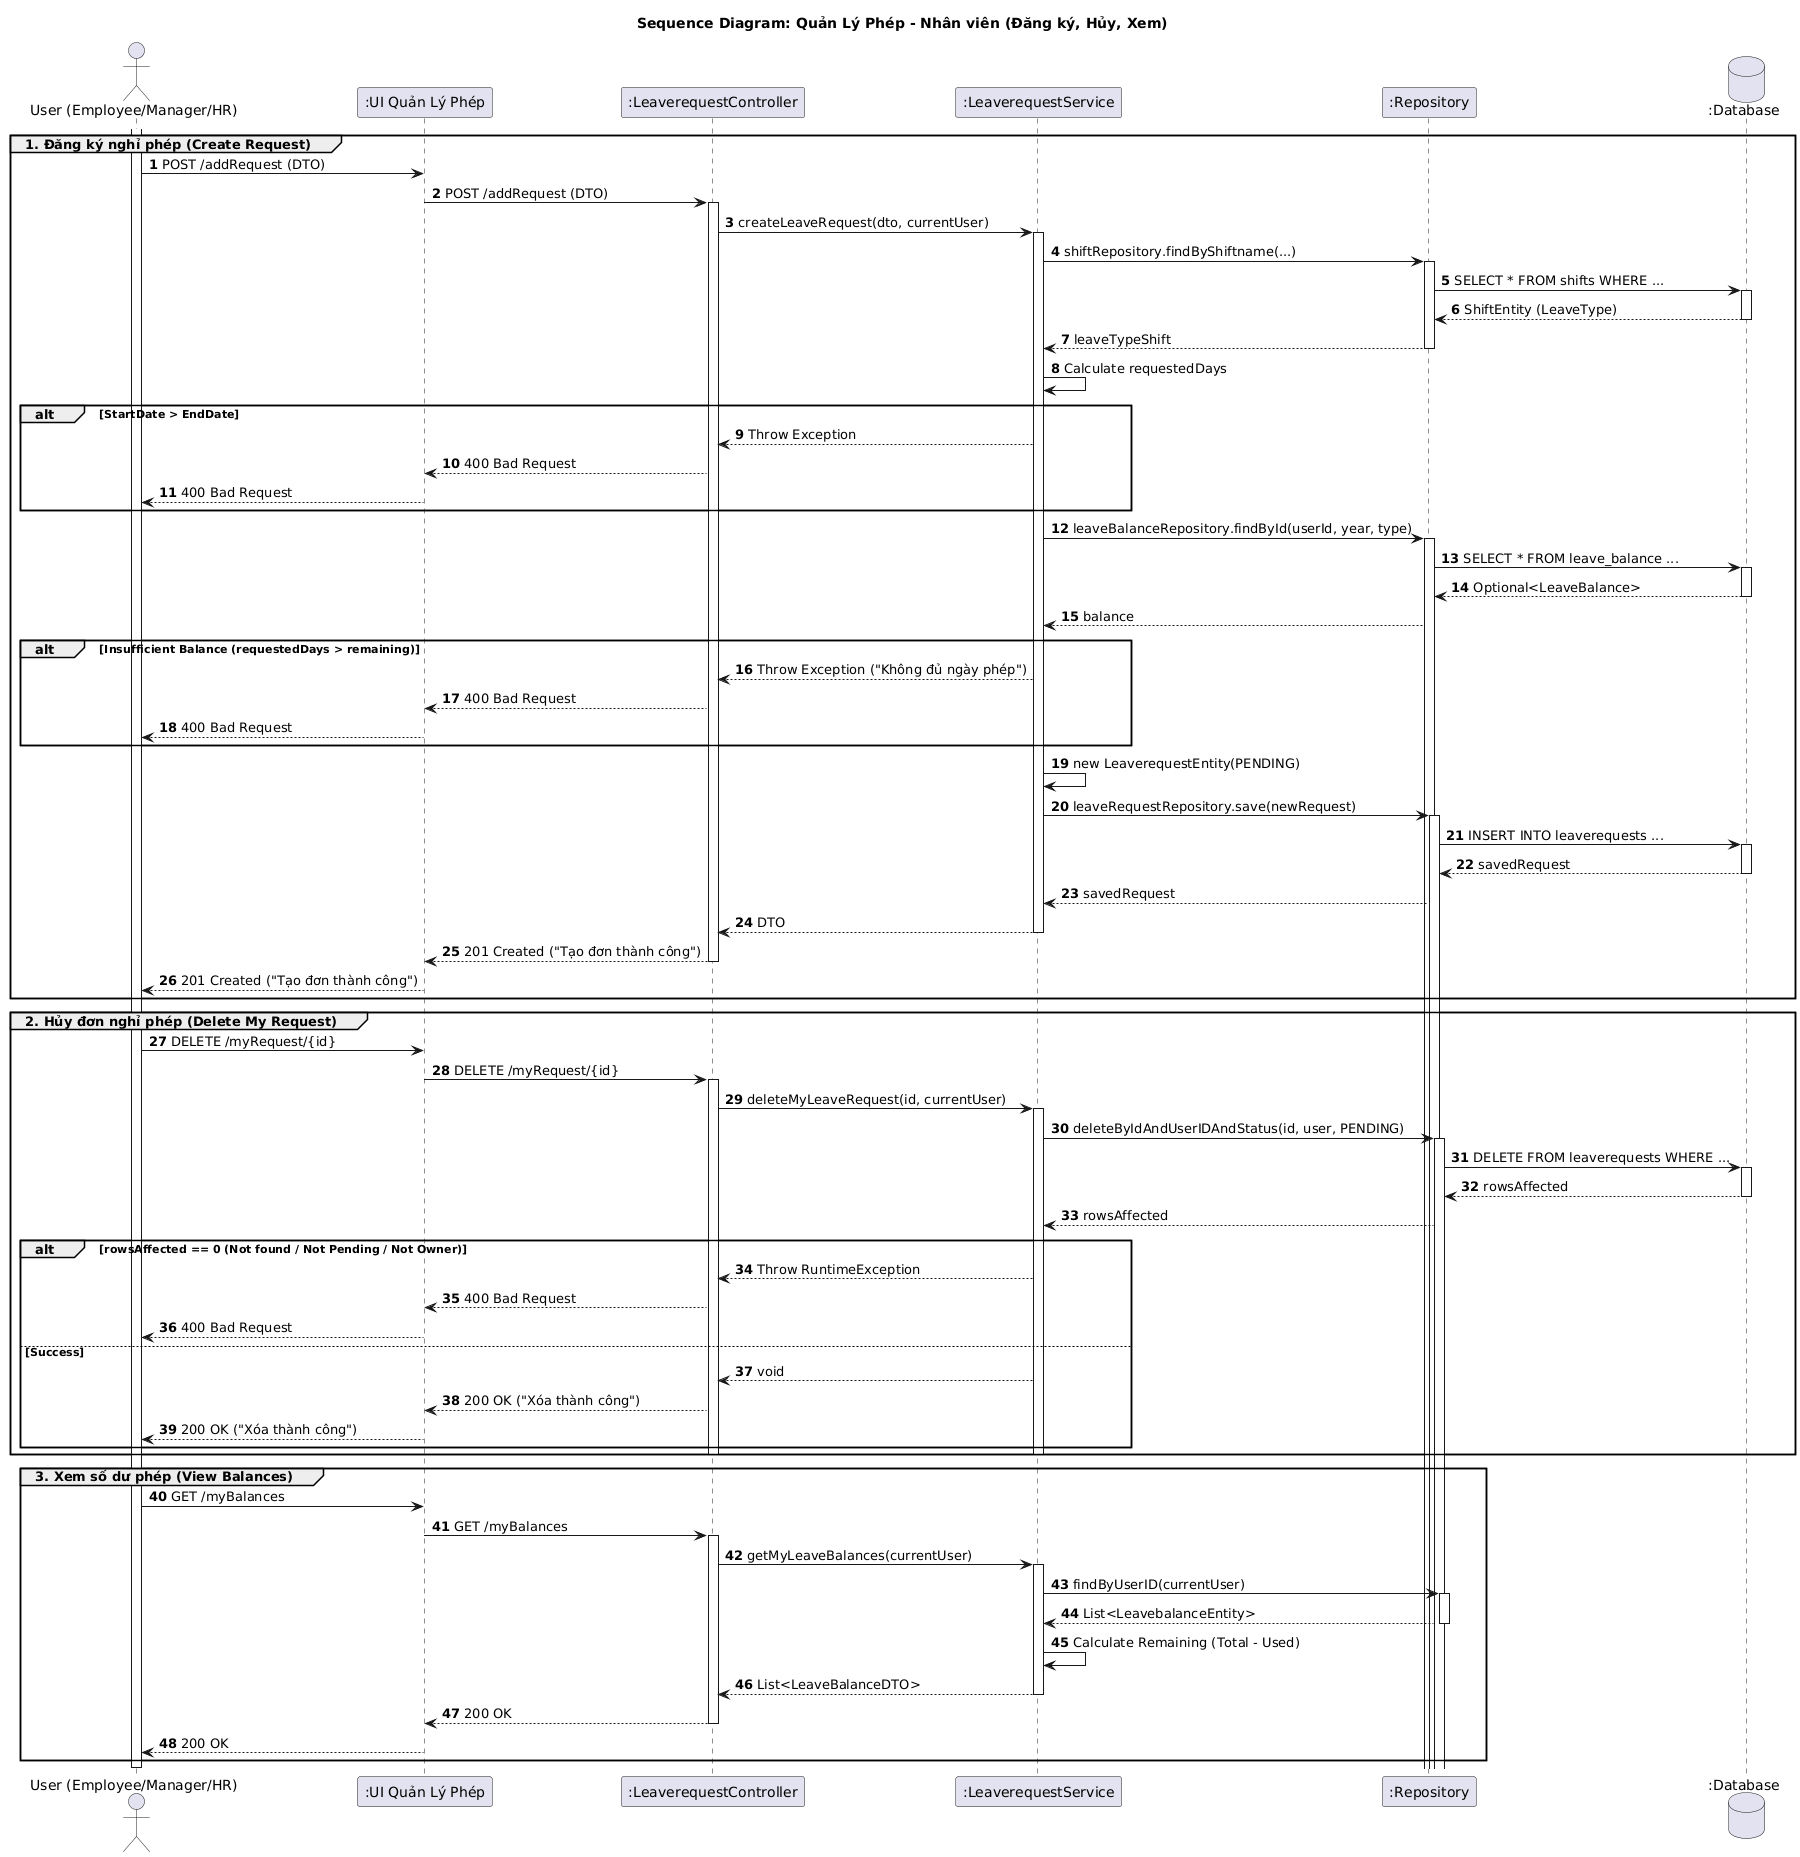 Sequence Diagram: Quản Lý Phép - Nhân viên (Đăng ký, Hủy, Xem)
User (Employee/Manager/HR)
:UI Quản Lý Phép
:LeaverequestController
:LeaverequestService
:Repository
:Database
1. Đăng ký nghỉ phép (Create Request)
1 POST /addRequest (DTO)
2 POST /addRequest (DTO)
3 createLeaveRequest(dto, currentUser)
4 shiftRepository.findByShiftname(...)
5 SELECT * FROM shifts WHERE ...
6 ShiftEntity (LeaveType)
7 leaveTypeShift
8 Calculate requestedDays
alt [StartDate > EndDate]
9 Throw Exception
10 400 Bad Request
11 400 Bad Request
12 leaveBalanceRepository.findById(userId, year, type)
13 SELECT * FROM leave_balance ...
14 Optional<LeaveBalance>
15 balance
alt [Insufficient Balance (requestedDays > remaining)]
16 Throw Exception ("Không đủ ngày phép")
17 400 Bad Request
18 400 Bad Request
19 new LeaverequestEntity(PENDING)
20 leaveRequestRepository.save(newRequest)
21 INSERT INTO leaverequests ...
22 savedRequest
23 savedRequest
24 DTO
25 201 Created ("Tạo đơn thành công")
26 201 Created ("Tạo đơn thành công")
2. Hủy đơn nghỉ phép (Delete My Request)
27 DELETE /myRequest/{id}
28 DELETE /myRequest/{id}
29 deleteMyLeaveRequest(id, currentUser)
30 deleteByIdAndUserIDAndStatus(id, user, PENDING)
31 DELETE FROM leaverequests WHERE ...
32 rowsAffected
33 rowsAffected
alt [rowsAffected == 0 (Not found / Not Pending / Not Owner)]
34 Throw RuntimeException
35 400 Bad Request
36 400 Bad Request
[Success]
37 void
38 200 OK ("Xóa thành công")
39 200 OK ("Xóa thành công")
3. Xem số dư phép (View Balances)
40 GET /myBalances
41 GET /myBalances
42 getMyLeaveBalances(currentUser)
43 findByUserID(currentUser)
44 List<LeavebalanceEntity>
45 Calculate Remaining (Total - Used)
46 List<LeaveBalanceDTO>
47 200 OK
48 200 OK
User (Employee/Manager/HR)
:UI Quản Lý Phép
:LeaverequestController
:LeaverequestService
:Repository
:Database